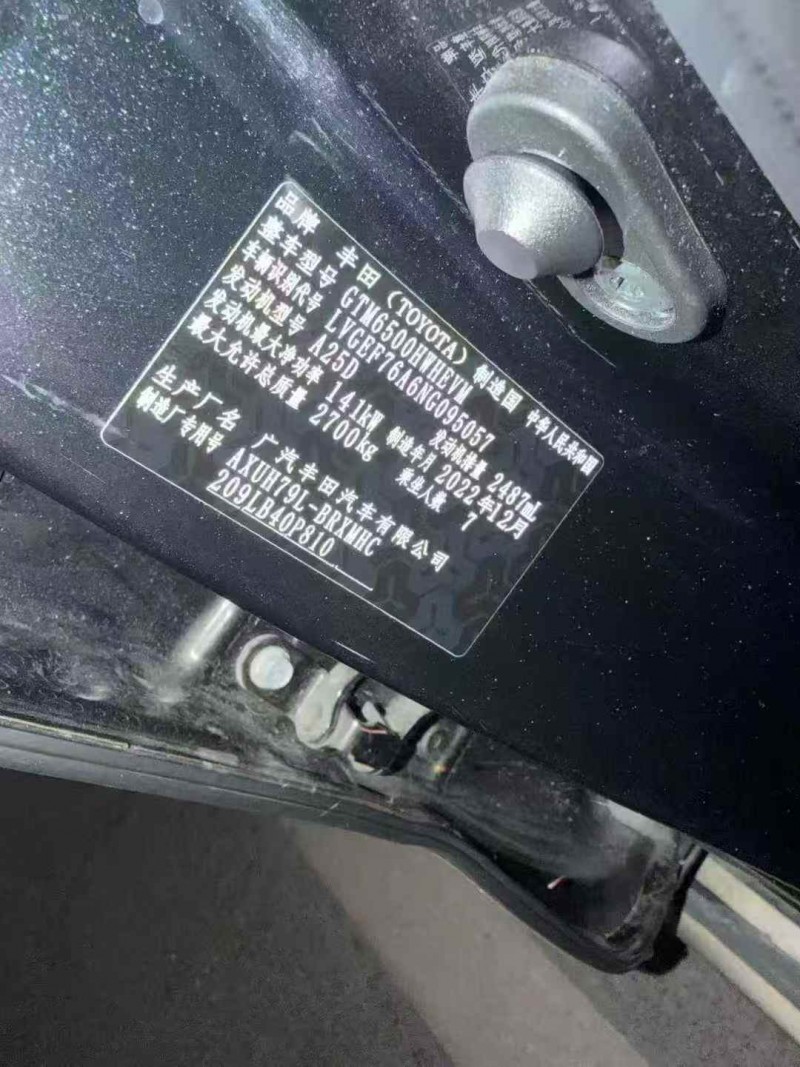 品牌 丰田（TOYOTA） 制造国 中华人民共和国
整车型号 GTM6500HWHEVM
车辆识别代号 LVGEF76A6NG095057
发动机型号 A25D 发动机排量 2487mL
发动机最大净功率 141kW 制造年月 2022年12月
最大允许总质量 2700kg 乘坐人数 7
生产厂名 广汽丰田汽车有限公司
制造厂专用号 AXUH79L-BRXMHC
209LB40P810